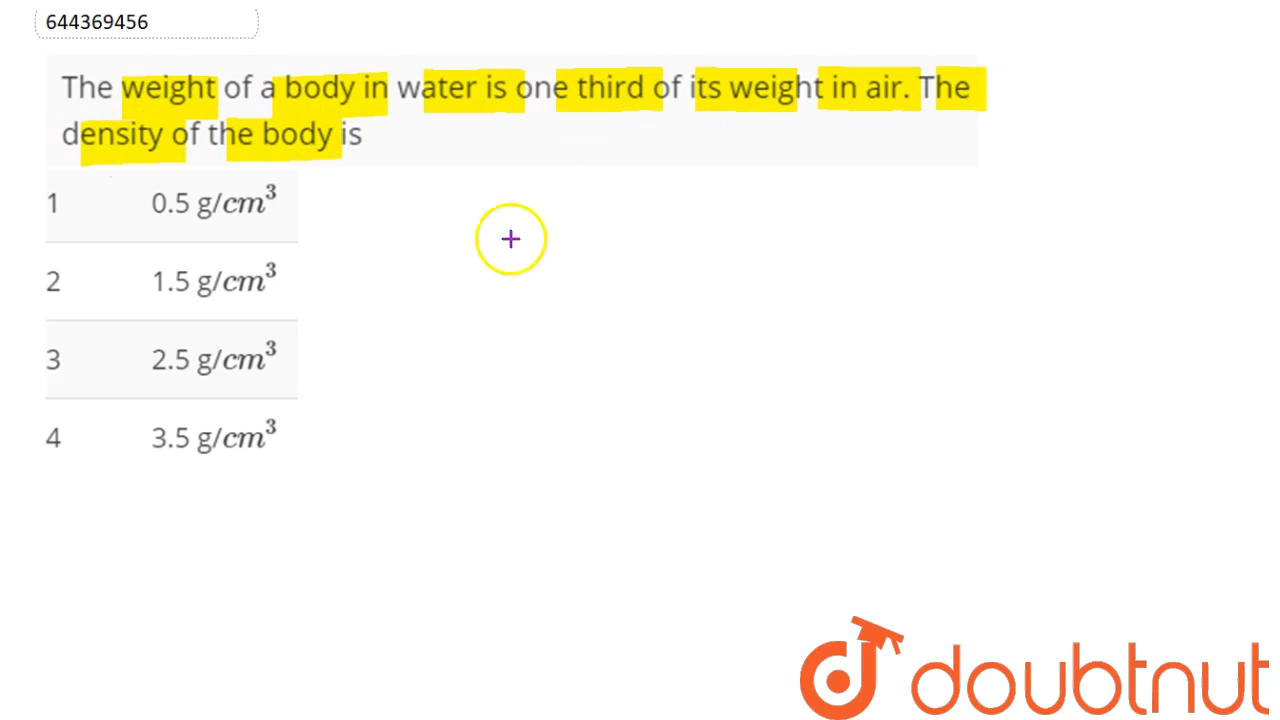 644369456
The weight of a body in water is one third of its weight in air. The
density of the body is
1 0.5 g/cm³
2 1.5 g/cm³
3 2.5 g/cm³
4 3.5 g/cm³
doubtnut